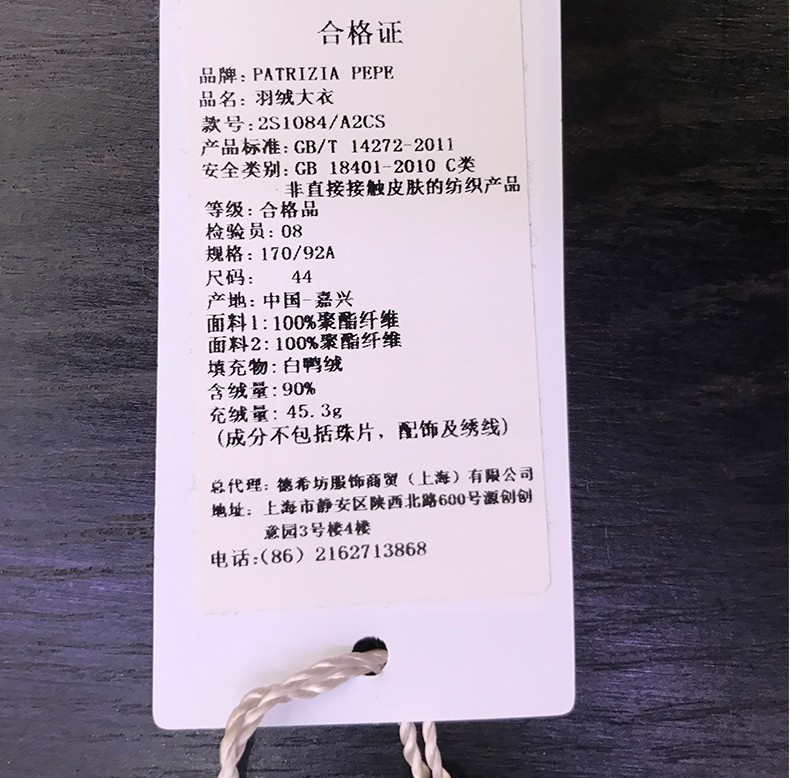 合格证
品牌:PATRIZIA PEPE
品名:羽绒大衣
款号:2S1084/A2CS
产品标准:GB/T 14272-2011
安全类别:GB 18401-2010 C类
非直接接触皮肤的纺织产品
等级:合格品
检验员:08
规格:170/92A
尺码: 44
产地:中国-嘉兴
面料1:100%聚酯纤维
面料2:100%聚酯纤维
填充物:白鸭绒
含绒量:90%
充绒量:45.3g
(成分不包括珠片，配饰及绣线)
总代理:德希坊服饰商贸（上海）有限公司
地址:上海市静安区陕西北路600号源创创
意园3号楼4楼
电话:(86) 2162713868